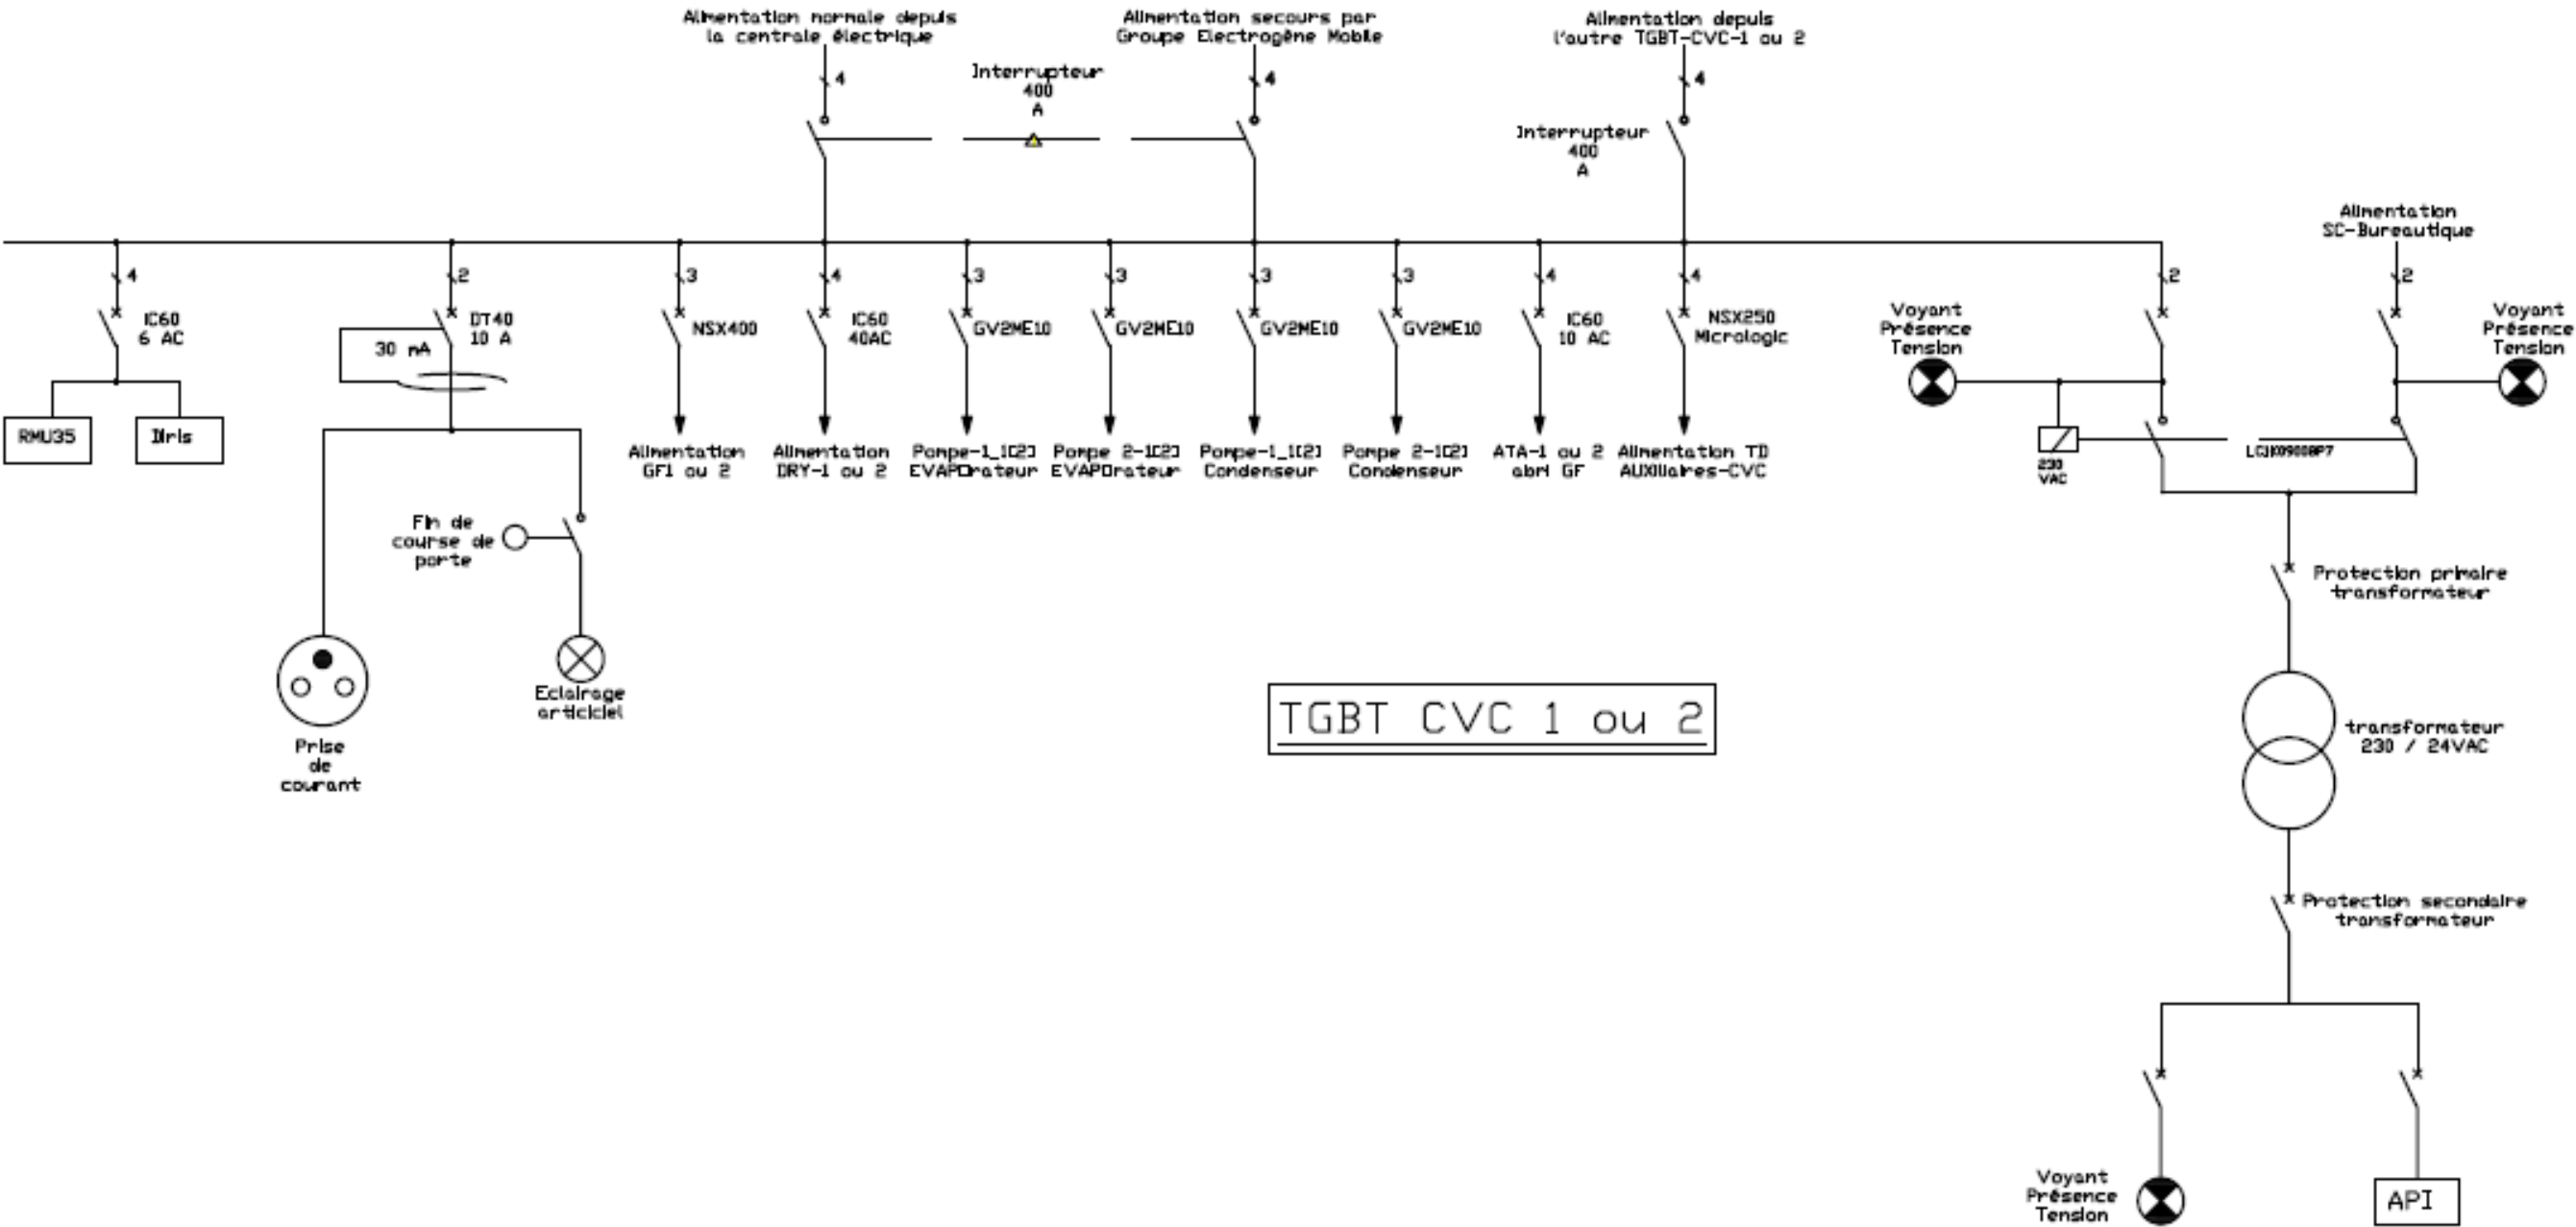 Alimentation normale depuis
la centrale électrique
Alimentation secours par
Groupe Electrogène Mobile
Alimentation depuis
l'autre TGBT-CVC-1 ou 2
4
Interrupteur
400
A
4
4
Interrupteur
400
A
Alimentation
SC-Bureautique
4
2
3
4
3
3
3
3
4
4
2
2
IC60
6 AC
DT40
10 A
30 mA
NSX400
IC60
40AC
GV2ME10
GV2ME10
GV2ME10
GV2ME10
IC60
10 AC
NSX250
Micrologic
Voyant
Présence
Tension
Voyant
Présence
Tension
RMU35
Diris
Alimentation
GF1 ou 2
Alimentation
DRY-1 ou 2
Pompe-1_1(2)
EVAPOrateur
Pompe 2-1(2)
EVAPOrateur
Pompe-1_1(2)
Condenseur
Pompe 2-1(2)
Condenseur
ATA-1 ou 2
abri GF
Alimentation TD
AUXIliaires-CVC
230
VAC
Fin de
course de
porte
Protection primaire
transformateur
Eclairage
articiciel
Prise
de
courant
TGBT CVC 1 ou 2
transformateur
230 / 24VAC
Protection secondaire
transformateur
Voyant
Présence
Tension
API